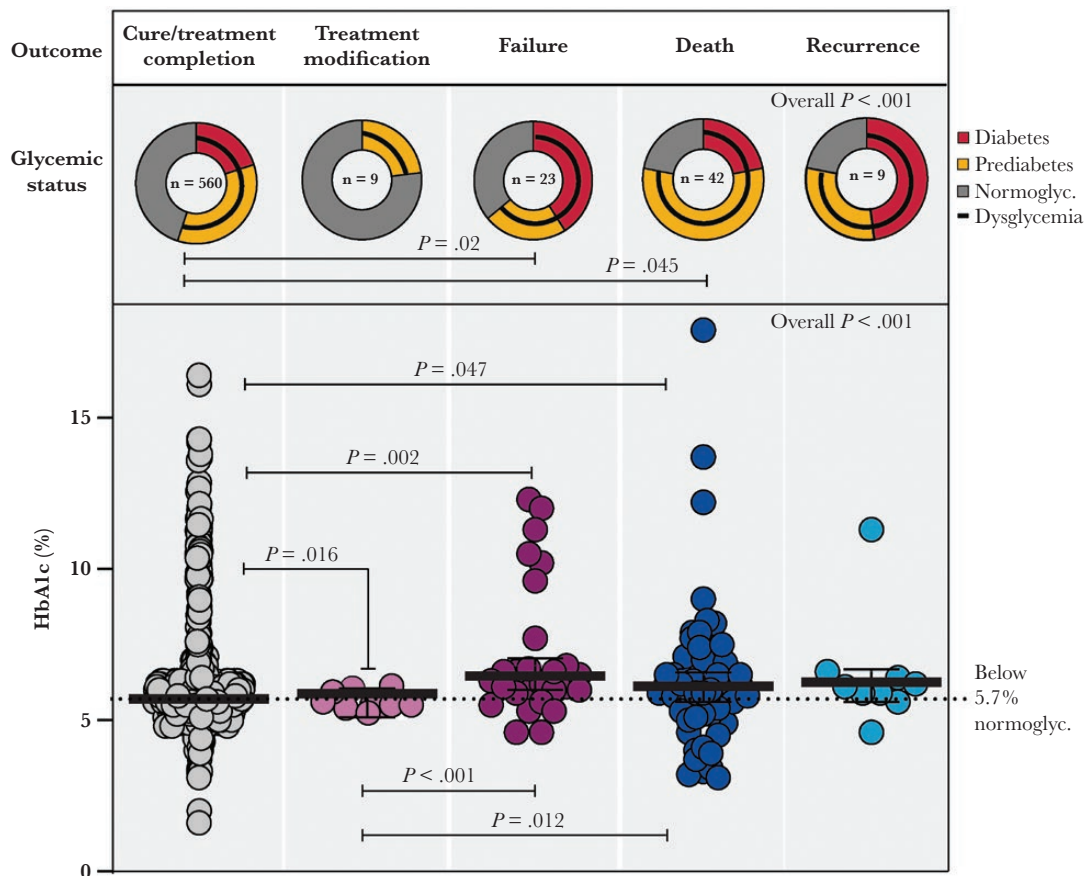 Outcome
Cure/treatment
completion
Treatment
modification
Failure
Death
Recurrence
Overall P < .001
Glycemic
status
n = 560
n = 9
n = 23
n = 42
n = 9
Diabetes
Prediabetes
Normoglyc.
Dysglycemia
P = .02
P = .045
Overall P < .001
P = .047
P = .002
P = .016
P < .001
P = .012
HbA1c (%)
15
10
5
0
Below
5.7%
normoglyc.